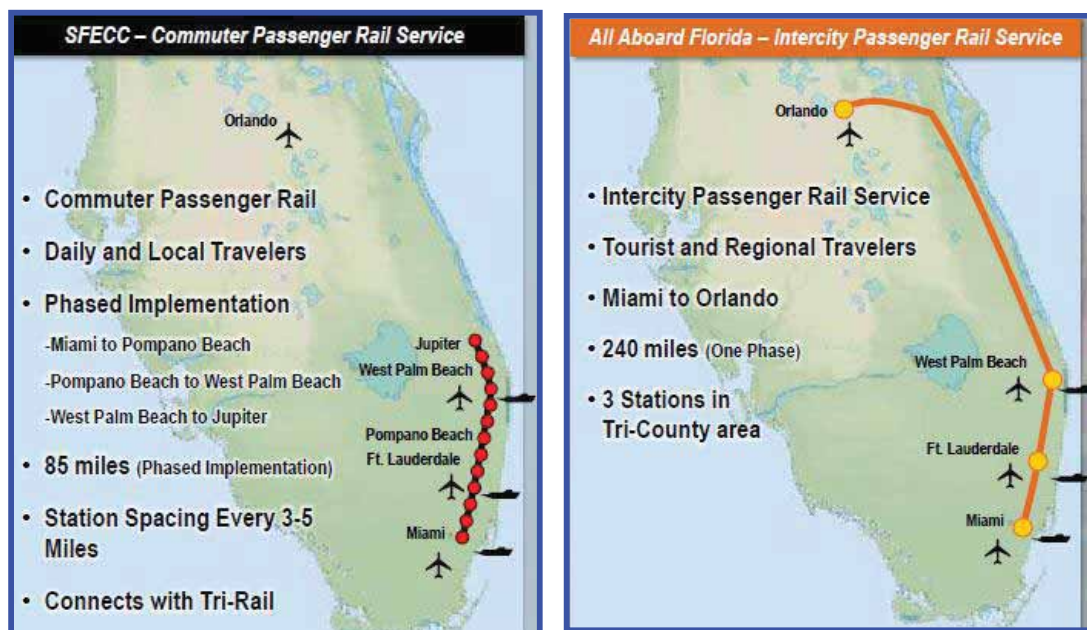 SFECC – Commuter Passenger Rail Service
Orlando
• Commuter Passenger Rail
• Daily and Local Travelers
• Phased Implementation
-Miami to Pompano Beach
-Pompano Beach to West Palm Beach
-West Palm Beach to Jupiter
• 85 miles (Phased Implementation)
• Station Spacing Every 3-5
Miles
• Connects with Tri-Rail
Jupiter
West Palm Beach
Pompano Beach
Ft. Lauderdale
Miami
All Aboard Florida – Intercity Passenger Rail Service
Orlando
• Intercity Passenger Rail Service
• Tourist and Regional Travelers
• Miami to Orlando
• 240 miles (One Phase)
• 3 Stations in
Tri-County area
West Palm Beach
Ft. Lauderdale
Miami